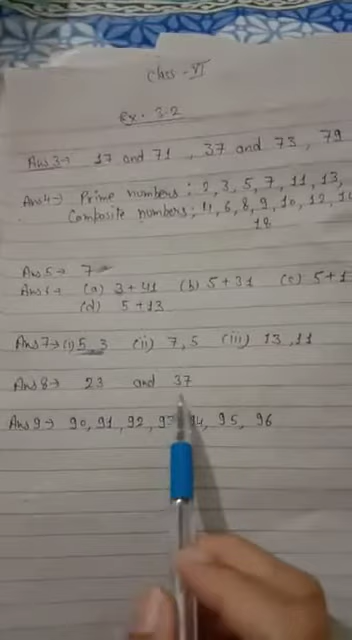 Class - VI
Ex. 3.2
Ans 3→ 17 and 71 , 37 and 73 , 79
Ans 4→ Prime numbers : 2, 3, 5, 7, 11, 13,
Composite numbers : 4, 6, 8, 9, 10, 12, 14
18
Ans 5→ 7
Ans 6→ (a) 3+41 (b) 5+31 (c) 5+1
(d) 5+13
Ans 7→ (i) 5, 3 (ii) 7, 5 (iii) 13, 11
Ans 8→ 23 and 37
Ans 9→ 90, 91, 92, 93, 94, 95, 96